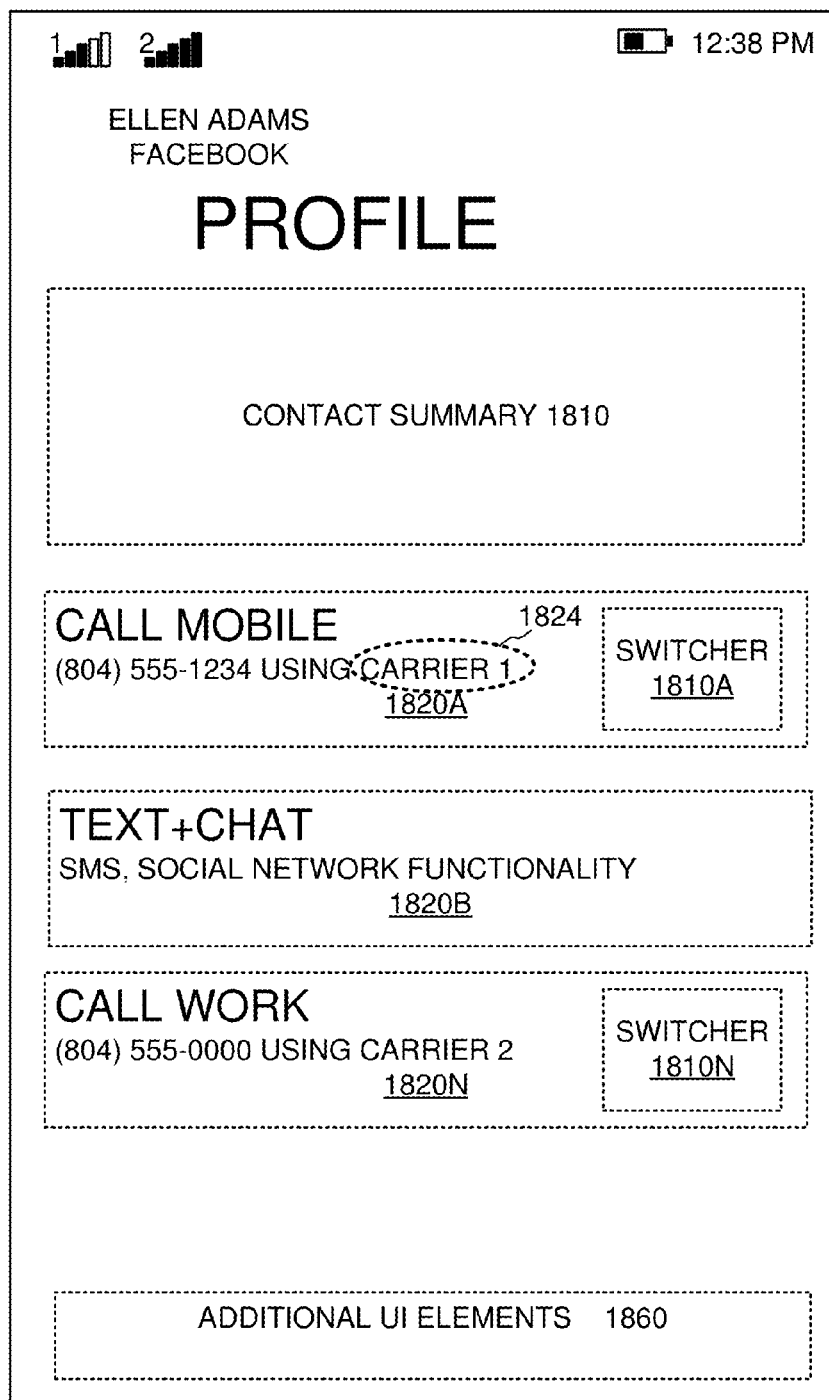 1 2 12:38 PM
ELLEN ADAMS
FACEBOOK
PROFILE
CONTACT SUMMARY 1810
CALL MOBILE
1824
(804) 555-1234 USING CARRIER 1
1820A
SWITCHER
1810A
TEXT+CHAT
SMS, SOCIAL NETWORK FUNCTIONALITY
1820B
CALL WORK
(804) 555-0000 USING CARRIER 2
1820N
SWITCHER
1810N
ADDITIONAL UI ELEMENTS 1860